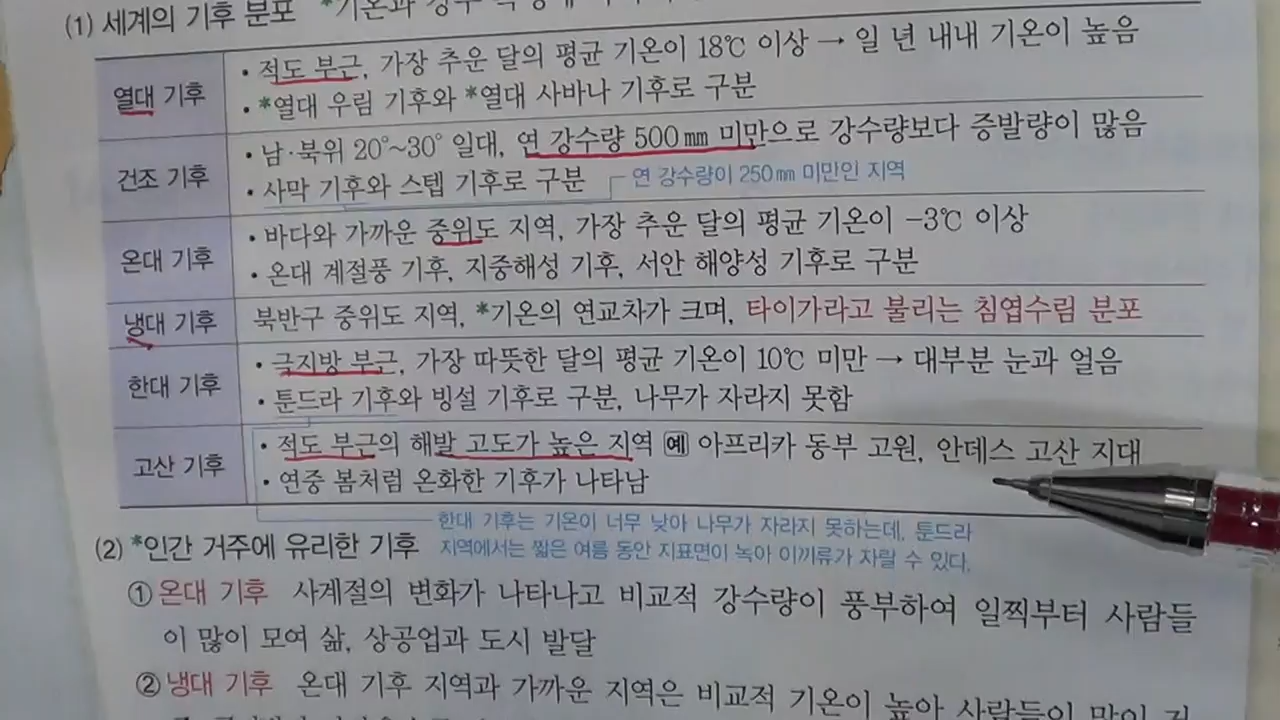 (1) 세계의 기후 분포 *기온과 강수
열대 기후
• 적도 부근, 가장 추운 달의 평균 기온이 18℃ 이상 → 일 년 내내 기온이 높음
• *열대 우림 기후와 *열대 사바나 기후로 구분
건조 기후
• 남·북위 20°~30° 일대, 연 강수량 500㎜ 미만으로 강수량보다 증발량이 많음
• 사막 기후와 스텝 기후로 구분
연 강수량이 250㎜ 미만인 지역
온대 기후
• 바다와 가까운 중위도 지역, 가장 추운 달의 평균 기온이 -3℃ 이상
• 온대 계절풍 기후, 지중해성 기후, 서안 해양성 기후로 구분
냉대 기후
북반구 중위도 지역, *기온의 연교차가 크며, 타이가라고 불리는 침엽수림 분포
한대 기후
• 극지방 부근, 가장 따뜻한 달의 평균 기온이 10℃ 미만 → 대부분 눈과 얼음
• 툰드라 기후와 빙설 기후로 구분, 나무가 자라지 못함
고산 기후
• 적도 부근의 해발 고도가 높은 지역 예 아프리카 동부 고원, 안데스 고산 지대
• 연중 봄처럼 온화한 기후가 나타남
한대 기후는 기온이 너무 낮아 나무가 자라지 못하는데, 툰드라
지역에서는 짧은 여름 동안 지표면이 녹아 이끼류가 자랄 수 있다.
(2) *인간 거주에 유리한 기후
① 온대 기후 사계절의 변화가 나타나고 비교적 강수량이 풍부하여 일찍부터 사람들
이 많이 모여 삶, 상공업과 도시 발달
② 냉대 기후 온대 기후 지역과 가까운 지역은 비교적 기온이 높아 사람들이 많이